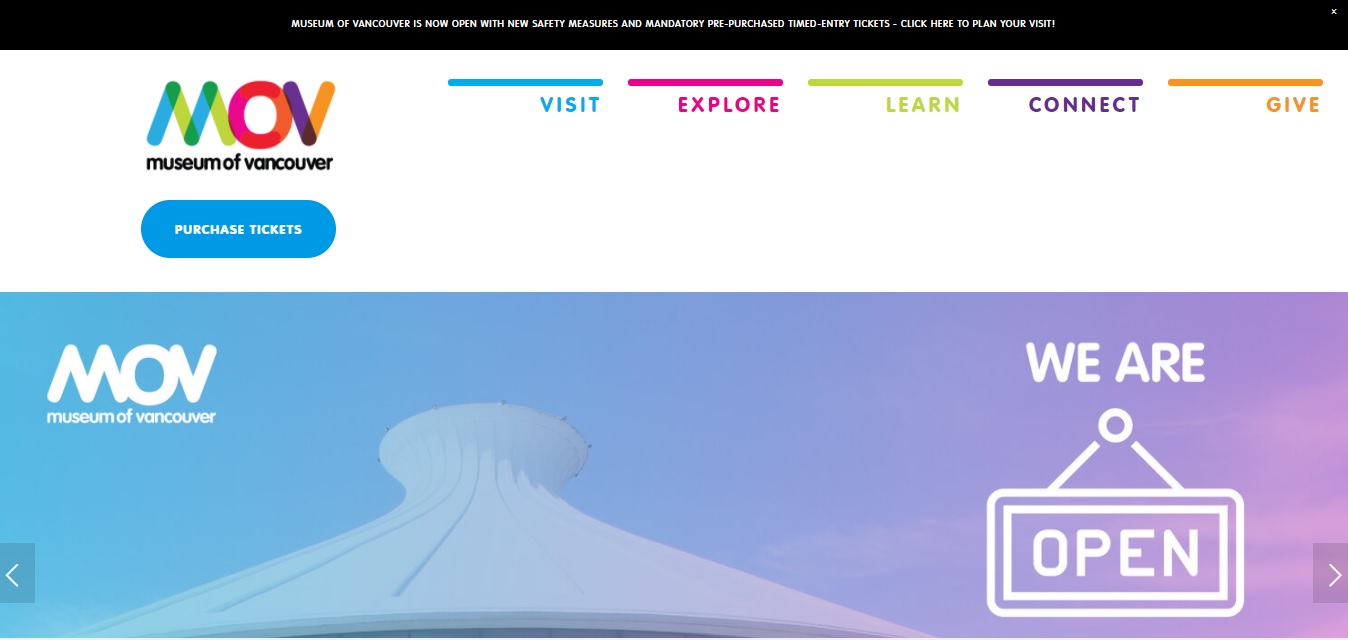 MUSEUM OF VANCOUVER IS NOW OPEN WITH NEW SAFETY MEASURES AND MANDATORY PRE-PURCHASED TIMED-ENTRY TICKETS - CLICK HERE TO PLAN YOUR VISIT!
×
MOV
museum of vancouver
VISIT
EXPLORE
LEARN
CONNECT
GIVE
PURCHASE TICKETS
MOV
museum of vancouver
WE ARE
OPEN